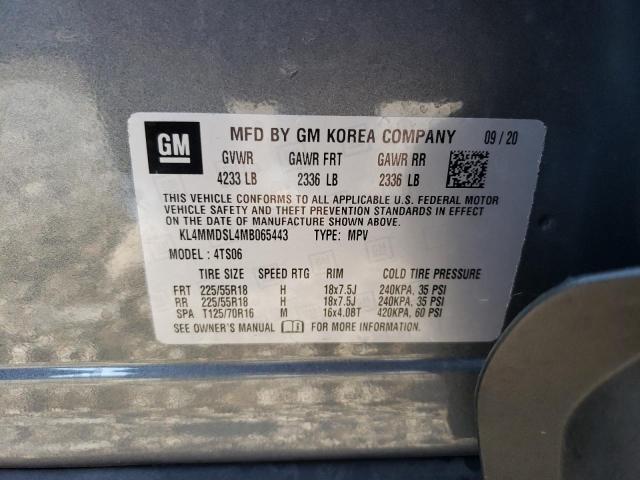 GM MFD BY GM KOREA COMPANY 09/20
GVWR GAWR FRT GAWR RR
4233 LB 2336 LB 2336 LB
THIS VEHICLE CONFORMS TO ALL APPLICABLE U.S. FEDERAL MOTOR
VEHICLE SAFETY AND THEFT PREVENTION STANDARDS IN EFFECT
ON THE DATE OF MANUFACTURE SHOWN ABOVE.
KL4MMDSL4MB065443 TYPE: MPV
MODEL : 4TS06
TIRE SIZE SPEED RTG RIM COLD TIRE PRESSURE
FRT 225/55R18 H 18x7.5J 240KPA, 35 PSI
RR 225/55R18 H 18x7.5J 240KPA, 35 PSI
SPA T125/70R16 M 16x4.0BT 420KPA, 60 PSI
SEE OWNER'S MANUAL FOR MORE INFORMATION.